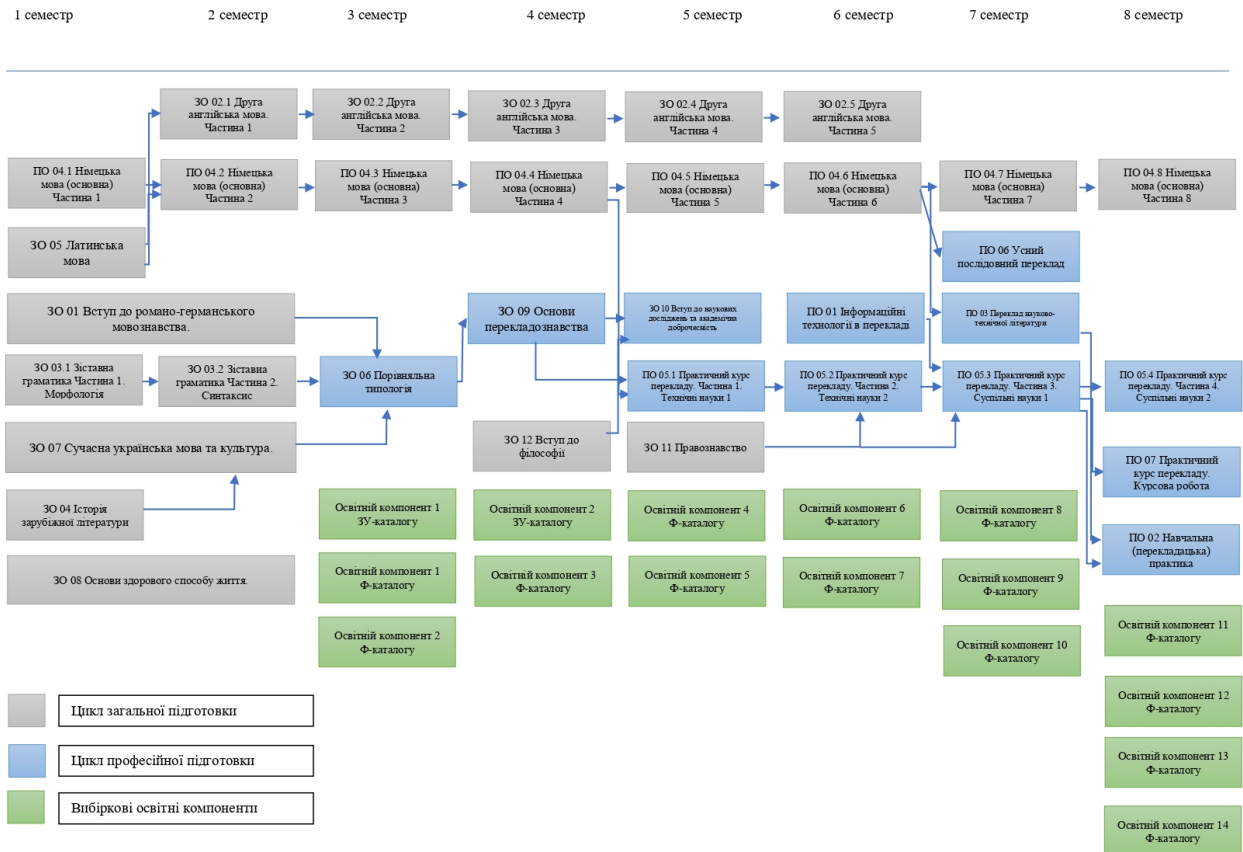 1 семестр
2 семестр
3 семестр
4 семестр
5 семестр
6 семестр
7 семестр
8 семестр
ЗО 02.1 Друга
англійська мова.
Частина 1
ЗО 02.2 Друга
англійська мова.
Частина 2
ЗО 02.3 Друга
англійська мова.
Частина 3
ЗО 02.4 Друга
англійська мова.
Частина 4
ЗО 02.5 Друга
англійська мова.
Частина 5
ПО 04.1 Німецька
мова (основна)
Частина 1
ПО 04.2 Німецька
мова (основна)
Частина 2
ПО 04.3 Німецька
мова (основна)
Частина 3
ПО 04.4 Німецька
мова (основна)
Частина 4
ПО 04.5 Німецька
мова (основна)
Частина 5
ПО 04.6 Німецька
мова (основна)
Частина 6
ПО 04.7 Німецька
мова (основна)
Частина 7
ПО 04.8 Німецька
мова (основна)
Частина 8
ЗО 05 Латинська
мова
ПО 06 Усний
послідовний переклад
ЗО 01 Вступ до романо-германського
мовознавства.
ЗО 09 Основи
перекладознавства
ЗО 10 Вступ до наукових
досліджень та академічна
доброчесність
ПО 01 Інформаційні
технології в перекладі
ПО 03 Переклад науково-
технічної літератури
ЗО 03.1 Зіставна
граматика Частина 1.
Морфологія
ЗО 03.2 Зіставна
граматика Частина 2.
Синтаксис
ЗО 06 Порівняльна
типологія
ПО 05.1 Практичний курс
перекладу. Частина 1.
Технічні науки 1
ПО 05.2 Практичний курс
перекладу. Частина 2.
Технічні науки 2
ПО 05.3 Практичний курс
перекладу. Частина 3.
Суспільні науки 1
ПО 05.4 Практичний курс
перекладу. Частина 4.
Суспільні науки 2
ЗО 07 Сучасна українська мова та культура.
ЗО 12 Вступ до
філософії
ЗО 11 Правознавство
ПО 07 Практичний
курс перекладу.
Курсова робота
ЗО 04 Історія
зарубіжної літератури
Освітній компонент 1
ЗУ-каталогу
Освітній компонент 2
ЗУ-каталогу
Освітній компонент 4
Ф-каталогу
Освітній компонент 6
Ф-каталогу
Освітній компонент 8
Ф-каталогу
ПО 02 Навчальна
(перекладацька)
практика
ЗО 08 Основи здорового способу життя.
Освітній компонент 1
Ф-каталогу
Освітній компонент 3
Ф-каталогу
Освітній компонент 5
Ф-каталогу
Освітній компонент 7
Ф-каталогу
Освітній компонент 9
Ф-каталогу
Освітній компонент 2
Ф-каталогу
Освітній компонент 10
Ф-каталогу
Освітній компонент 11
Ф-каталогу
Освітній компонент 12
Ф-каталогу
Освітній компонент 13
Ф-каталогу
Освітній компонент 14
Ф-каталогу
Цикл загальної підготовки
Цикл професійної підготовки
Вибіркові освітні компоненти